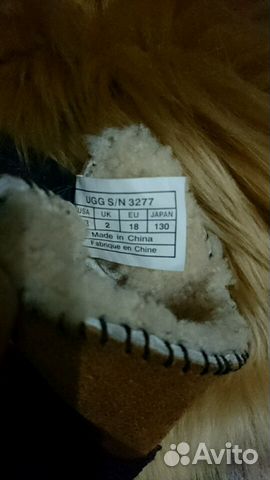 UGG S/N 3277
USA UK EU JAPAN
2 18 130
Made in China
Fabriqué en Chine
Avito